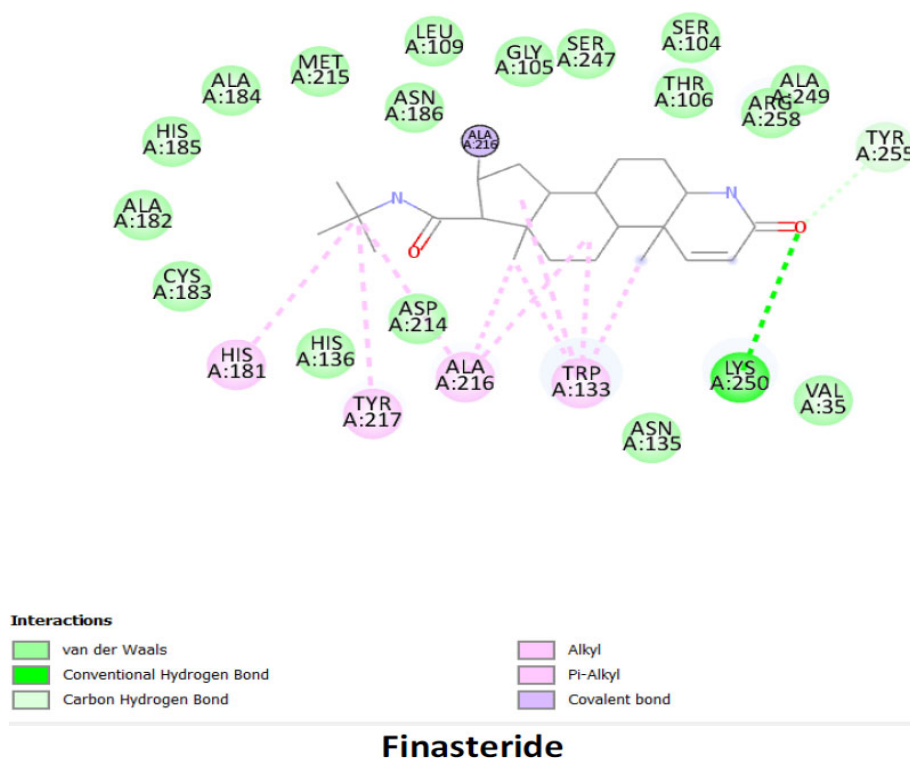 LEU
A:109
SER
A:104
SER
A:247
GLY
A:105
MET
A:215
ALA
A:184
THR
A:106
ALA
A:249
ARG
A:258
ASN
A:186
HIS
A:185
ALA
A:216
TYR
A:255
N
N
ALA
A:182
O
O
CYS
A:183
ASP
A:214
HIS
A:136
HIS
A:181
ALA
A:216
TRP
A:133
LYS
A:250
VAL
A:35
TYR
A:217
ASN
A:135
Interactions
van der Waals
Conventional Hydrogen Bond
Carbon Hydrogen Bond
Alkyl
Pi-Alkyl
Covalent bond
Finasteride